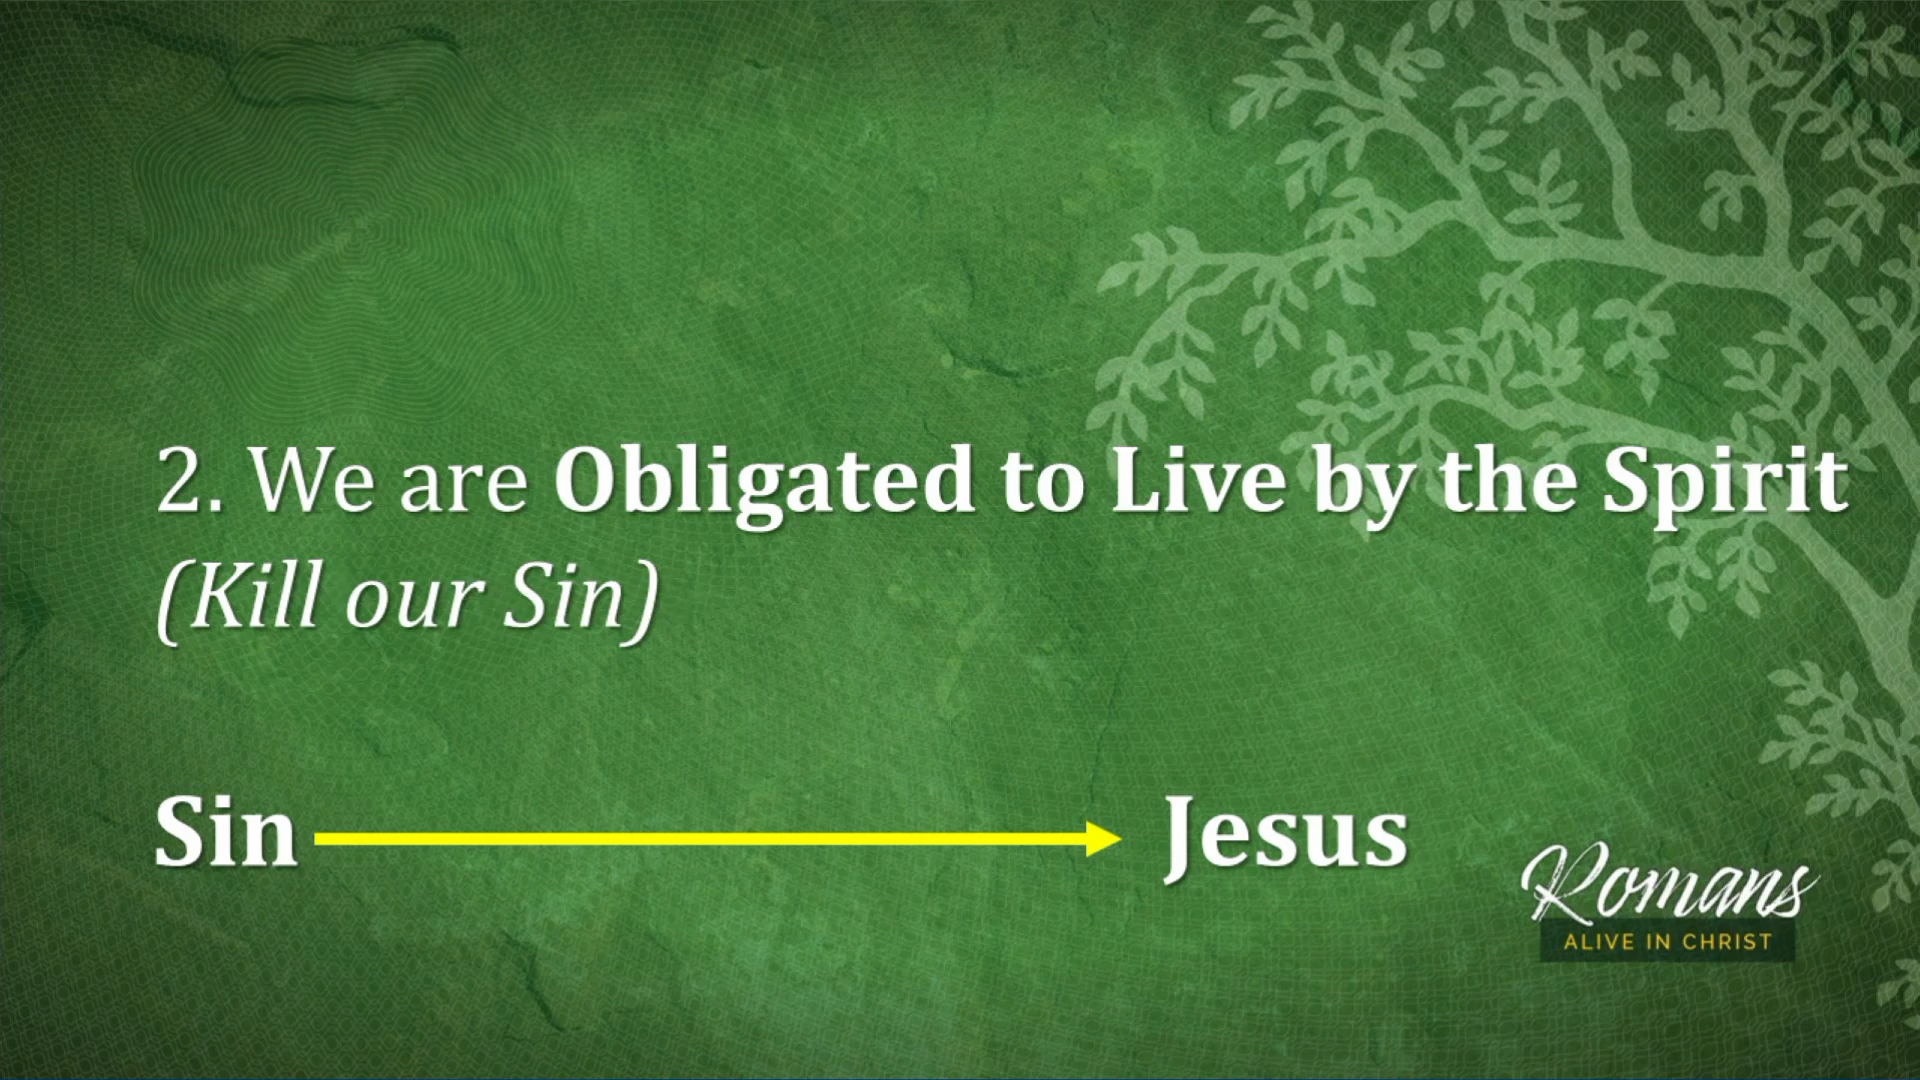 2. We are Obligated to Live by the Spirit
(Kill our Sin)
Sin Jesus
Romans
ALIVE IN CHRIST